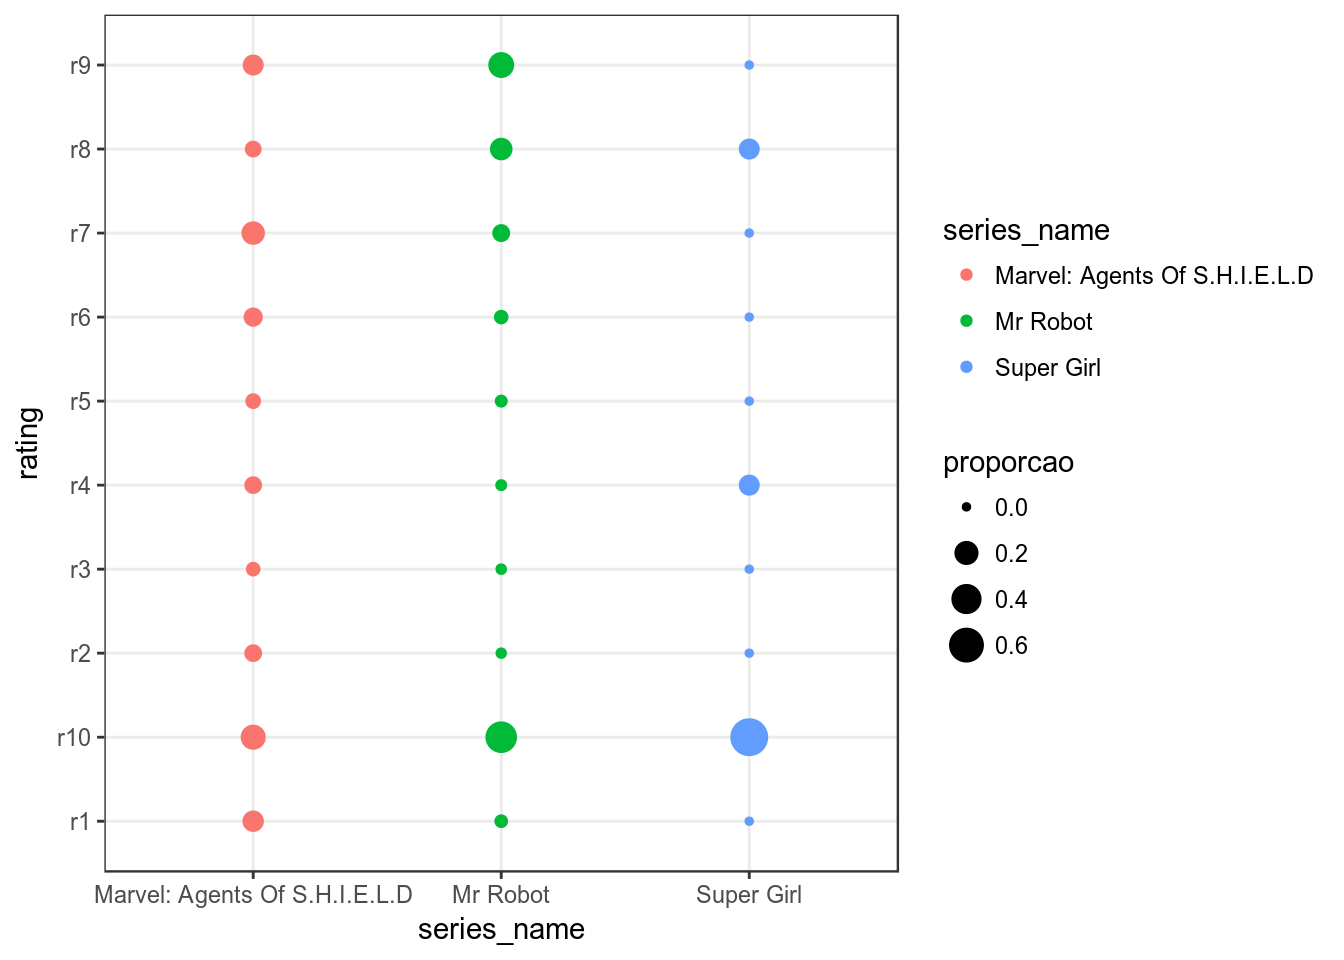 rating
r9
r8
r7
r6
r5
r4
r3
r2
r10
r1
Marvel: Agents Of S.H.I.E.L.D
Mr Robot
Super Girl
series_name
series_name
Marvel: Agents Of S.H.I.E.L.D
Mr Robot
Super Girl
proporcao
0.0
0.2
0.4
0.6